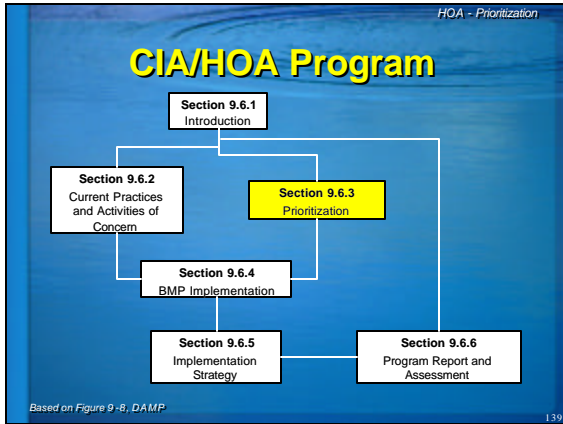 HOA - Prioritization
CIA/HOA Program
Section 9.6.1
Introduction
Section 9.6.2
Current Practices
and Activities of
Concern
Section 9.6.3
Prioritization
Section 9.6.4
BMP Implementation
Section 9.6.5
Implementation
Strategy
Section 9.6.6
Program Report and
Assessment
Based on Figure 9-8, DAMP
139